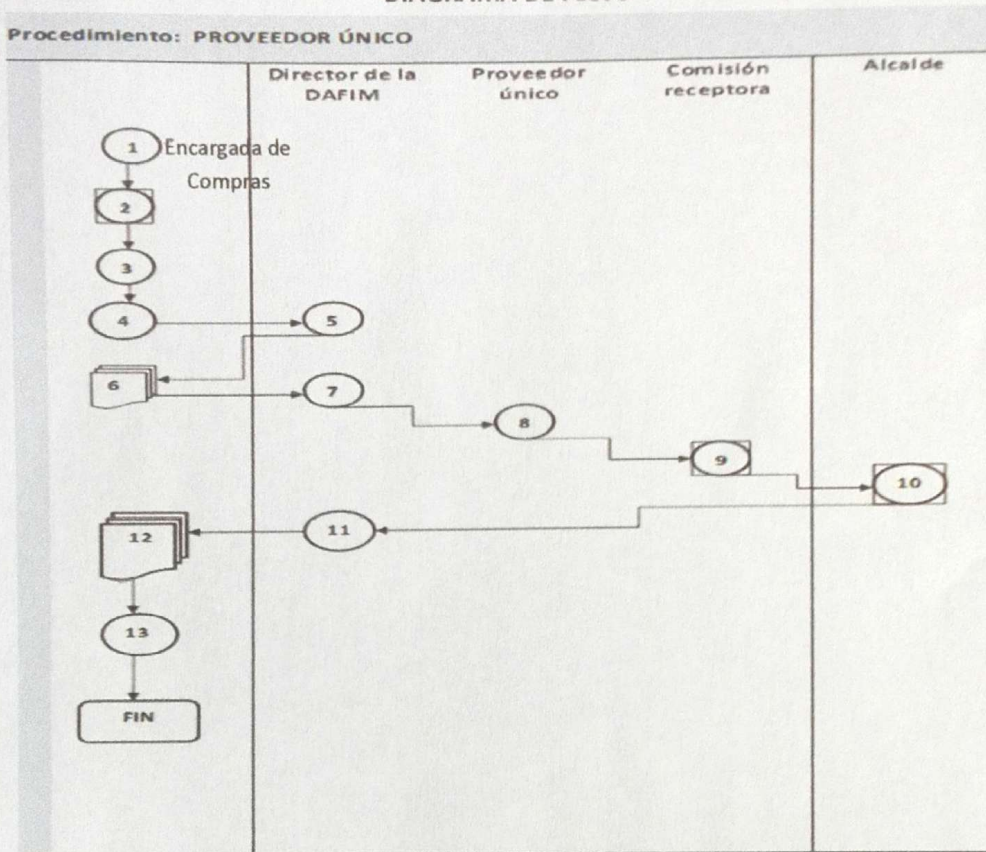 Procedimiento: PROVEEDOR ÚNICO
Director de la
DAFIM
Proveedor
único
Comisión
receptora
Alcalde
1
Encargada de
Compras
2
3
4
5
6
7
8
9
10
11
12
13
FIN